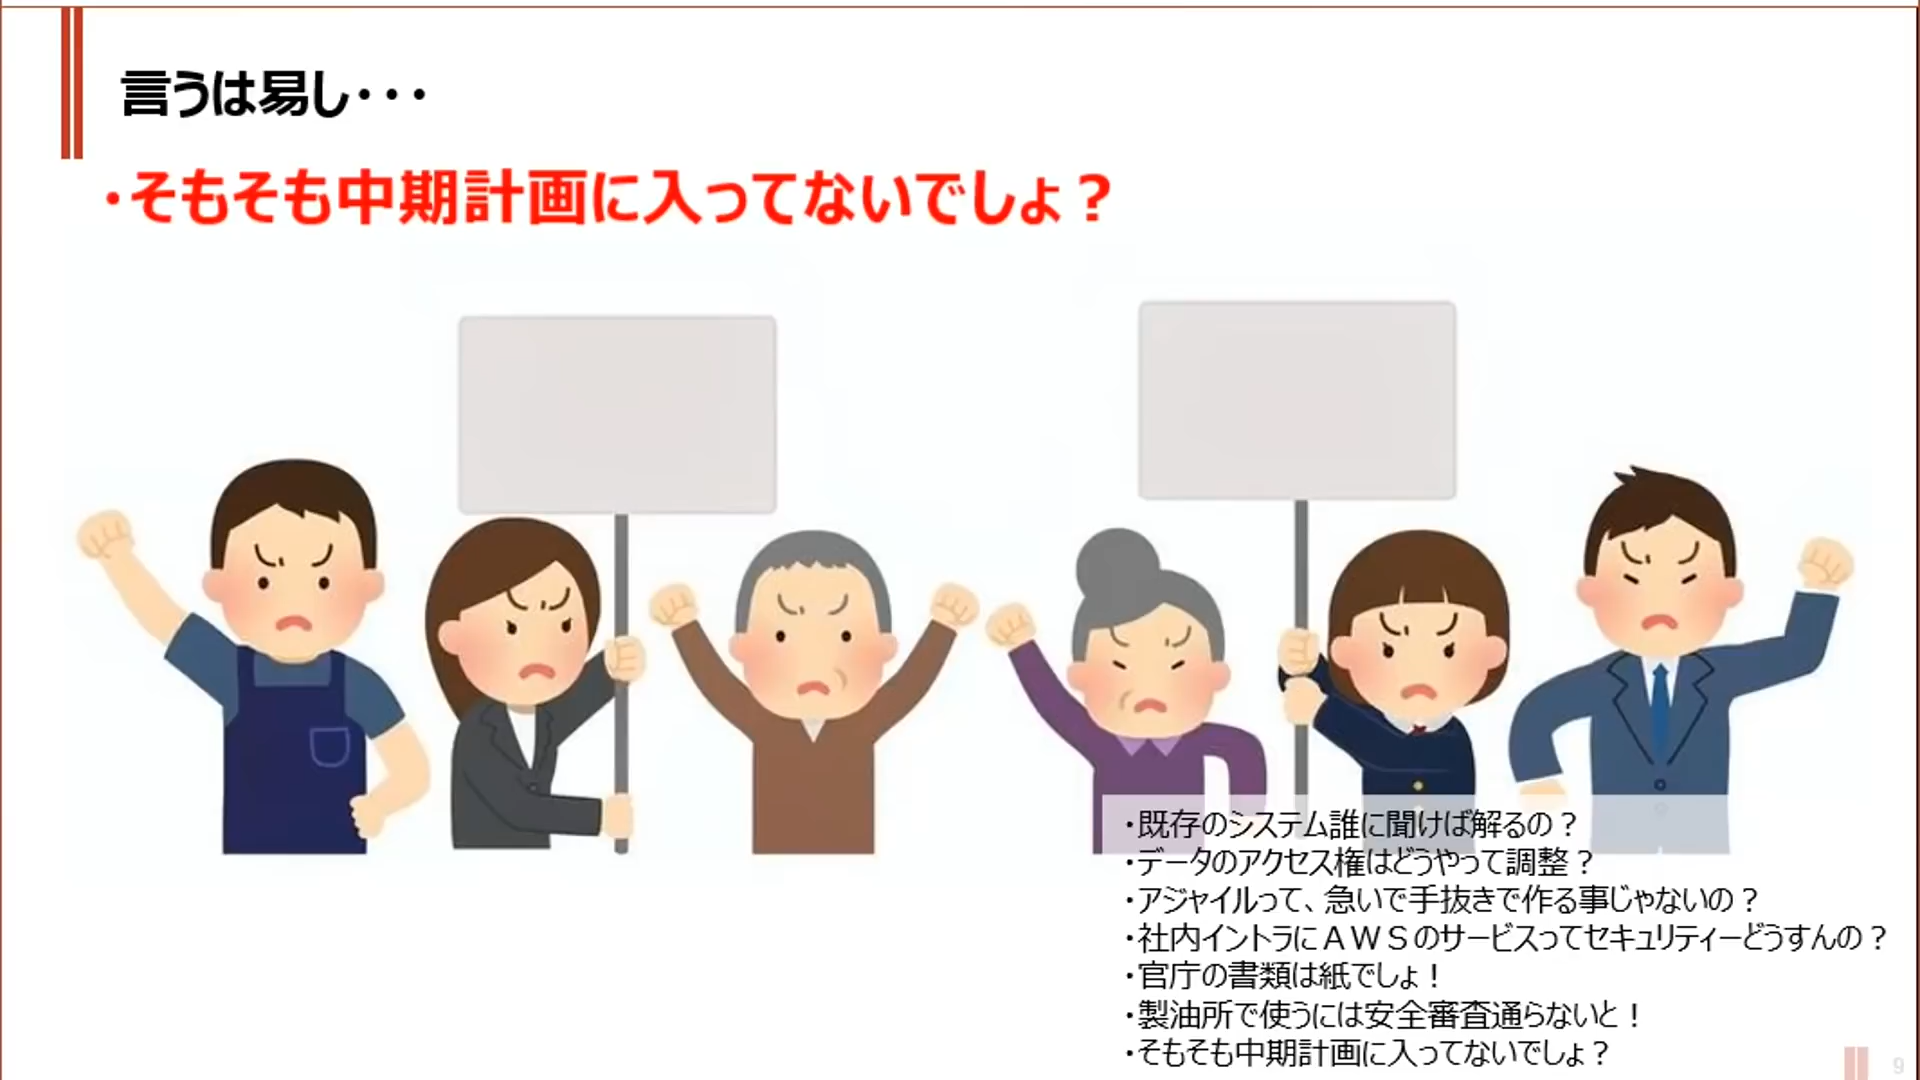 言うは易し・・・
・そもそも中期計画に入ってないでしょ？
・既存のシステム誰に聞けば解るの？
・データのアクセス権はどうやって調整？
・アジャイルって、急いで手抜きで作る事じゃないの？
・社内イントラにＡＷＳのサービスってセキュリティーどうすんの？
・官庁の書類は紙でしょ！
・製油所で使うには安全審査通らないと！
・そもそも中期計画に入ってないでしょ？
9